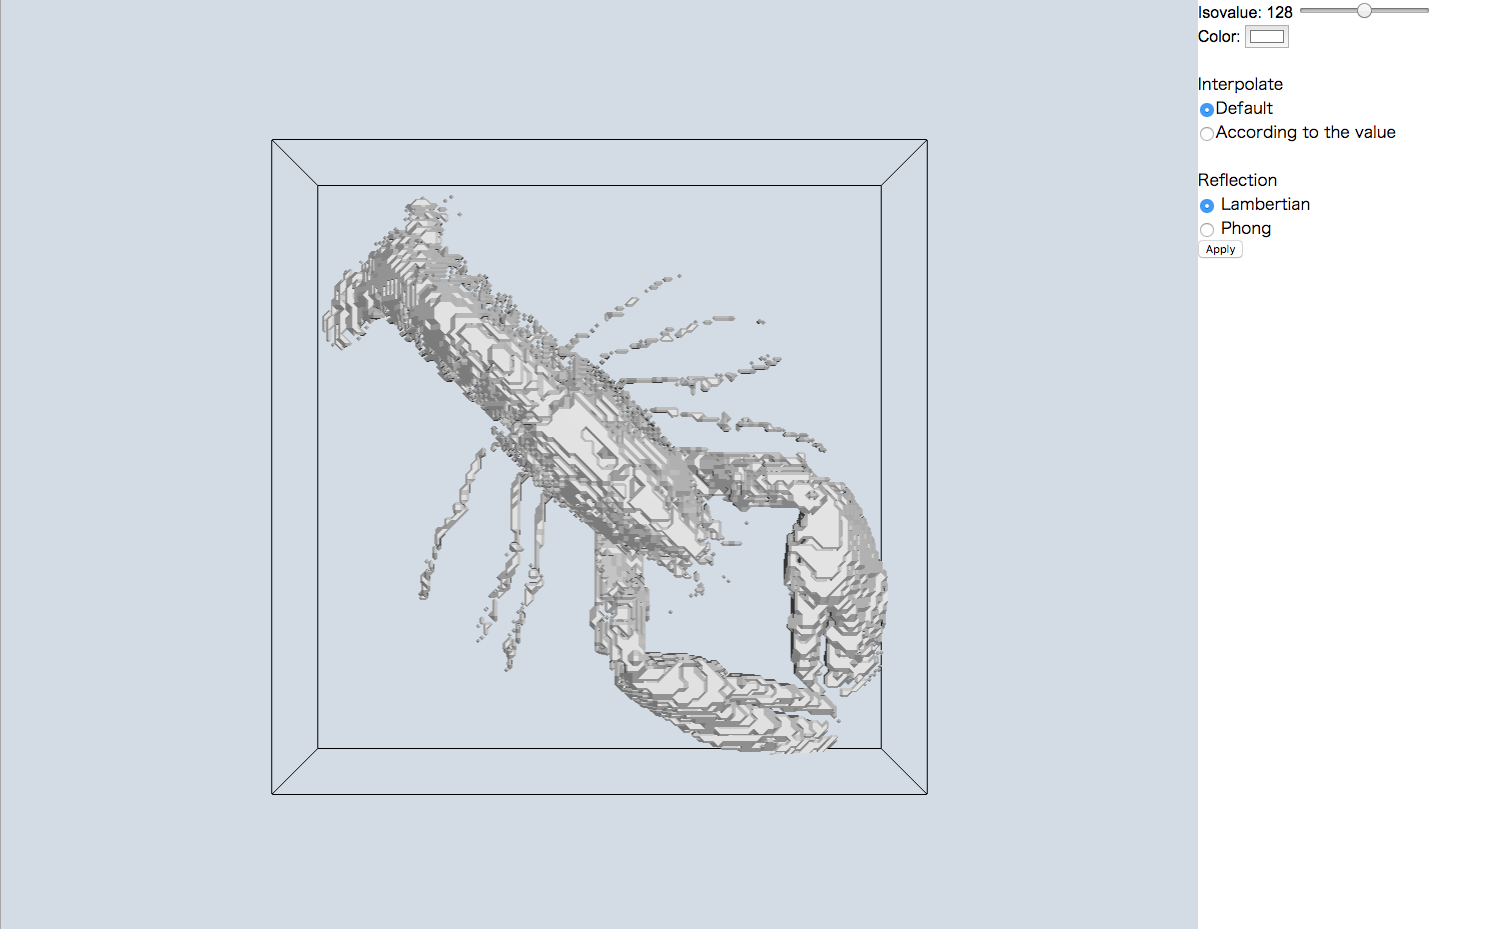 Isovalue: 128
Color:
Interpolate
Default
According to the value
Reflection
Lambertian
Phong
Apply